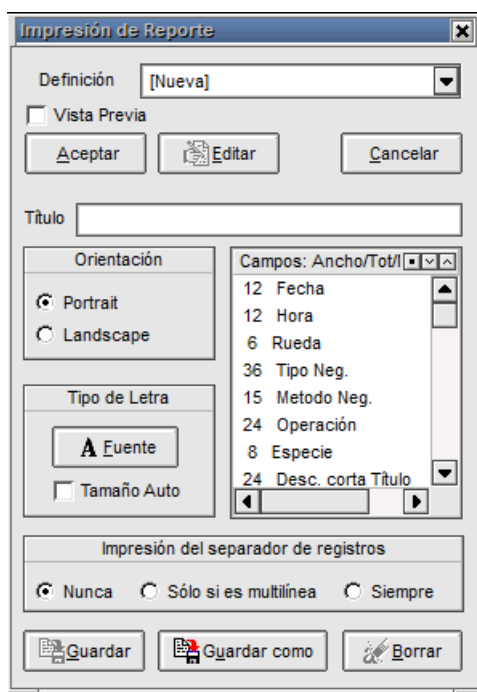 Impresión de Reporte
Definición [Nueva]
Vista Previa
Aceptar Editar Cancelar
Título
Orientación
Portrait
Landscape
Campos: Ancho/Tot/
12 Fecha
12 Hora
6 Rueda
36 Tipo Neg.
15 Metodo Neg.
24 Operación
8 Especie
24 Desc. corta Título
Tipo de Letra
A Fuente
Tamaño Auto
Impresión del separador de registros
Nunca Sólo si es multilínea Siempre
Guardar Guardar como Borrar